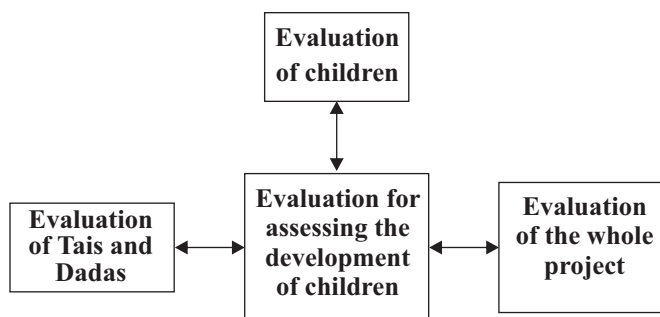 Evaluation
of children
Evaluation
of Tais and
Dadas
Evaluation for
assessing the
development
of children
Evaluation
of the whole
project